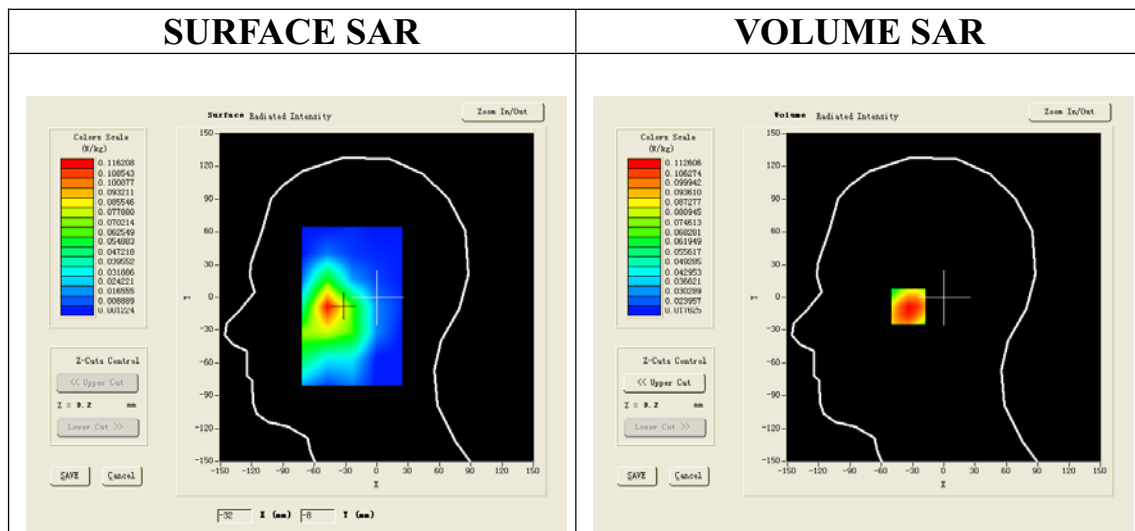 SURFACE SAR
VOLUME SAR
Surface Radiated Intensity
Zoom In/Out
Colors Scale
(W/kg)
0.116208
0.108543
0.100877
0.093211
0.085546
0.077880
0.070214
0.062549
0.054883
0.047218
0.039552
0.031886
0.024221
0.016555
0.008889
0.001224
150
120
90
60
30
0
-30
-60
-90
-120
-150
Y
-150 -120 -90 -60 -30 0 30 60 90 120 150
X
Z-Cuts Control
<< Upper Cut
Z = 0.2 mm
Lower Cut >>
SAVE Cancel
-32 X (mm) -8 Y (mm)
Volume Radiated Intensity
Zoom In/Out
Colors Scale
(W/kg)
0.112606
0.106274
0.099942
0.093610
0.087277
0.080945
0.074613
0.068281
0.061949
0.055617
0.049285
0.042953
0.036621
0.030289
0.023957
0.017625
150
120
90
60
30
0
-30
-60
-90
-120
-150
Y
-150 -120 -90 -60 -30 0 30 60 90 120 150
X
Z-Cuts Control
<< Upper Cut
Z = 0.2 mm
Lower Cut >>
SAVE Cancel